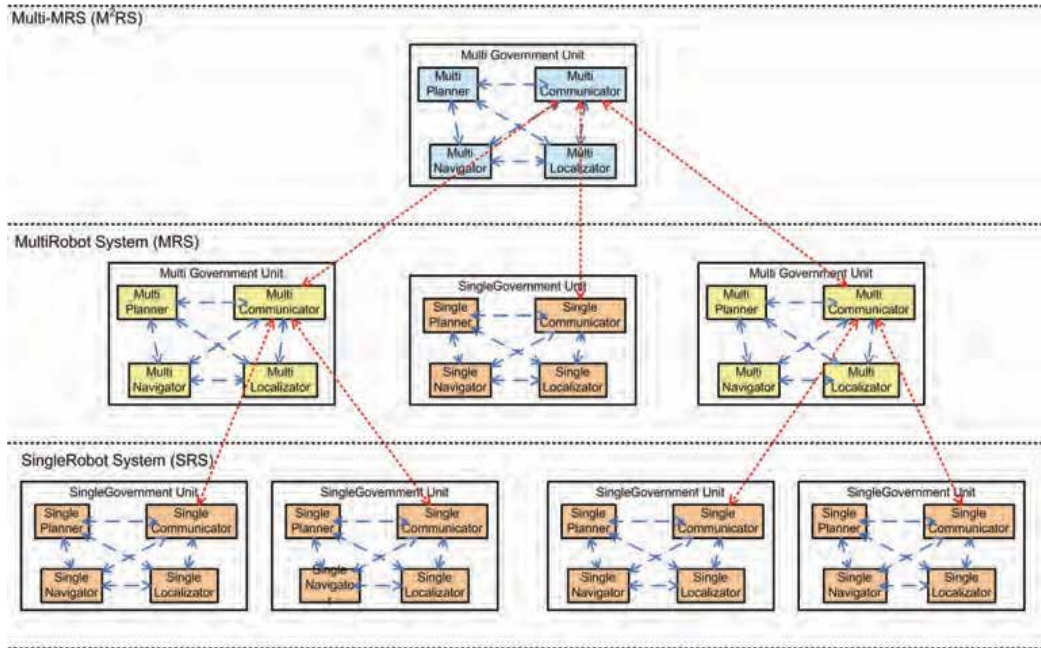 Multi-MRS (M²RS)
Multi Government Unit
Multi
Planner
Multi
Communicator
Multi
Navigator
Multi
Localizator
MultiRobot System (MRS)
Multi Government Unit
Multi
Planner
Multi
Communicator
Multi
Navigator
Multi
Localizator
SingleGovernment Unit
Single
Planner
Single
Communicator
Single
Navigator
Single
Localizator
Multi Government Unit
Multi
Planner
Multi
Communicator
Multi
Navigator
Multi
Localizator
SingleRobot System (SRS)
SingleGovernment Unit
Single
Planner
Single
Communicator
Single
Navigator
Single
Localizator
SingleGovernment Unit
Single
Planner
Single
Communicator
Single
Navigator
Single
Localizator
SingleGovernment Unit
Single
Planner
Single
Communicator
Single
Navigator
Single
Localizator
SingleGovernment Unit
Single
Planner
Single
Communicator
Single
Navigator
Single
Localizator